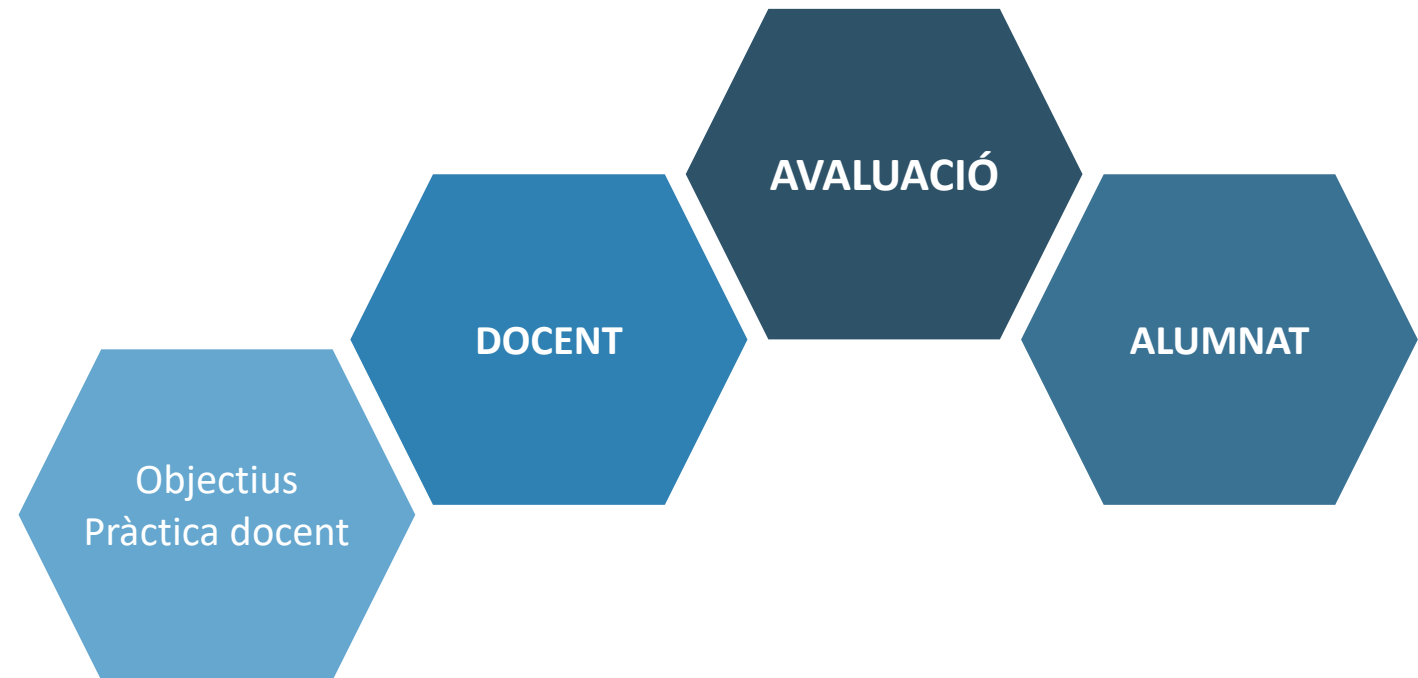 AVALUACIÓ
DOCENT
ALUMNAT
Objectius
Pràctica docent